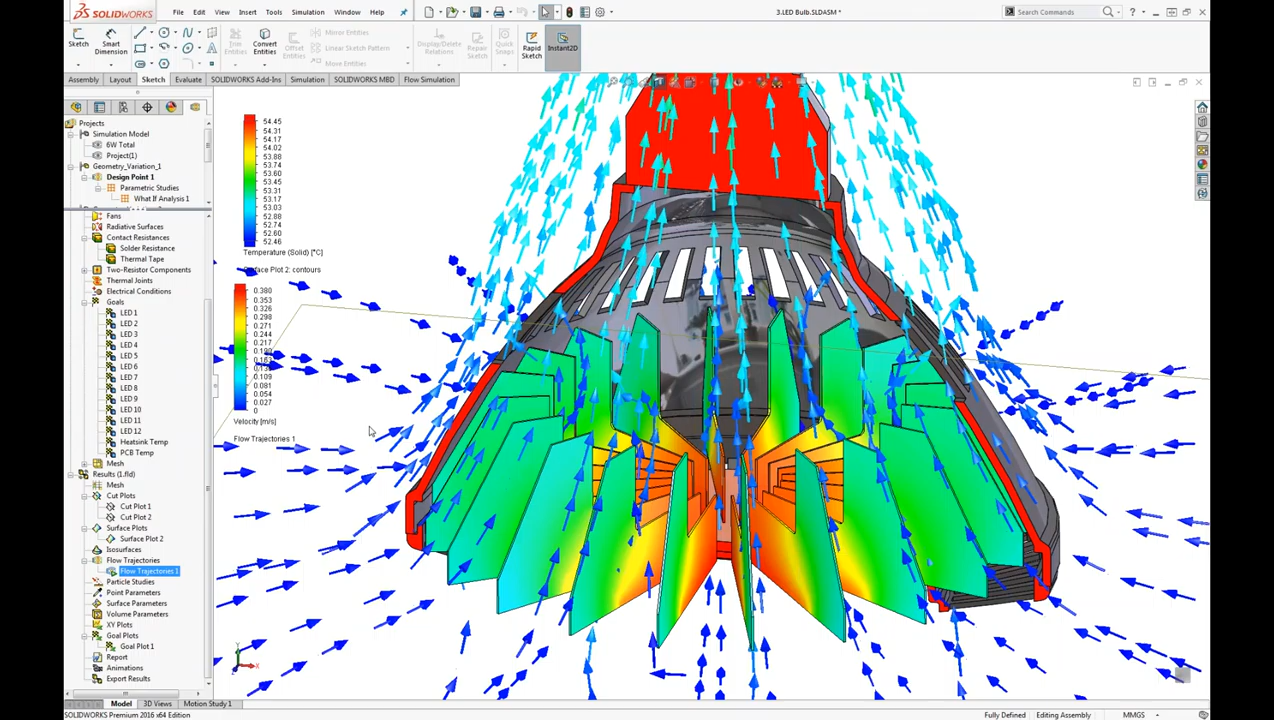 SOLIDWORKS
File Edit View Insert Tools Simulation Window Help
3.LED Bulb.SLDASM *
Search Commands
Sketch
Smart Dimension
Trim Entities
Convert Entities
Offset Entities
Mirror Entities
Linear Sketch Pattern
Move Entities
Display/Delete Relations
Repair Sketch
Quick Snaps
Rapid Sketch
Instant2D
Assembly Layout Sketch Evaluate SOLIDWORKS Add-Ins Simulation SOLIDWORKS MBD Flow Simulation
Projects
Simulation Model
6W Total
Project(1)
Geometry_Variation_1
Design Point 1
Parametric Studies
What If Analysis 1
Fans
Radiative Surfaces
Contact Resistances
Solder Resistance
Thermal Tape
Two-Resistor Components
Thermal Joints
Electrical Conditions
Goals
LED 1
LED 2
LED 3
LED 4
LED 5
LED 6
LED 7
LED 8
LED 9
LED 10
LED 11
LED 12
Heatsink Temp
PCB Temp
Mesh
Results (1.fld)
Mesh
Cut Plots
Cut Plot 1
Cut Plot 2
Surface Plots
Surface Plot 2
Isosurfaces
Flow Trajectories
Flow Trajectories 1
Particle Studies
Point Parameters
Surface Parameters
Volume Parameters
XY Plots
Goal Plots
Goal Plot 1
Report
Animations
Export Results
54.45
54.31
54.17
54.02
53.88
53.74
53.60
53.45
53.31
53.17
53.03
52.88
52.74
52.60
52.46
Temperature (Solid) [°C]
Surface Plot 2: contours
0.380
0.353
0.326
0.298
0.271
0.244
0.217
0.190
0.163
0.109
0.081
0.054
0.027
0
Velocity [m/s]
Flow Trajectories 1
Y
X
Model 3D Views Motion Study 1
SOLIDWORKS Premium 2016 x64 Edition
Fully Defined Editing Assembly MMGS